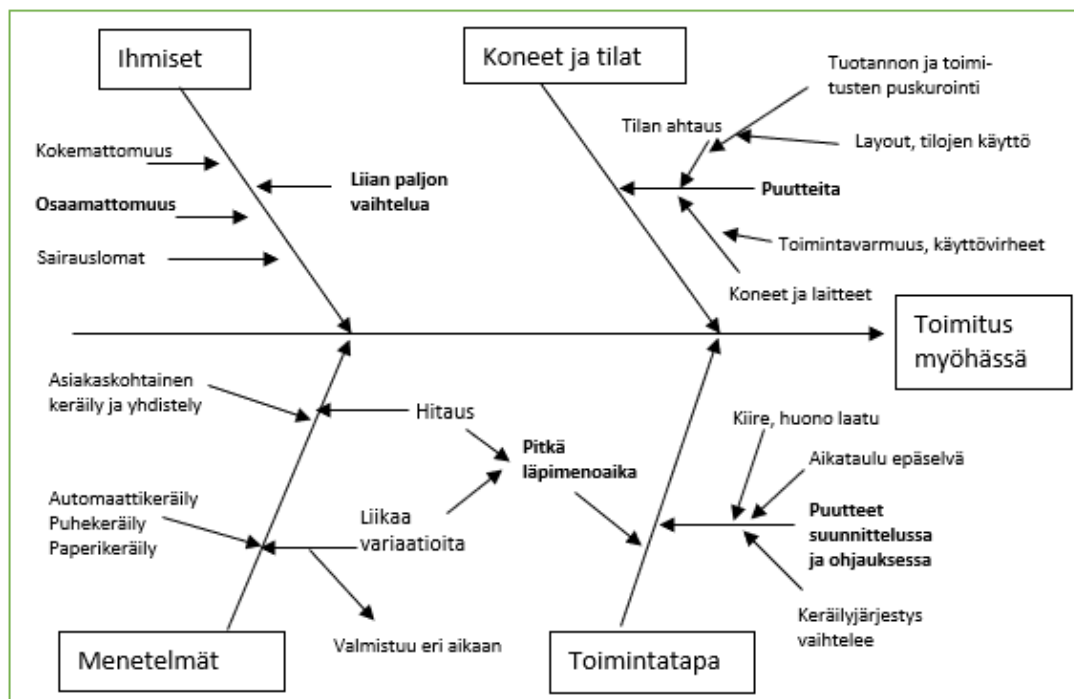 Ihmiset
Koneet ja tilat
Tuotannon ja toimi-
tusten puskurointi
Tilan ahtaus
Layout, tilojen käyttö
Kokemattomuus
Liian paljon
vaihtelua
Puutteita
Osaamattomuus
Toimintavarmuus, käyttövirheet
Sairauslomat
Koneet ja laitteet
Toimitus
myöhässä
Asiakaskohtainen
keräily ja yhdistely
Hitaus
Kiire, huono laatu
Pitkä
läpimenoaika
Aikataulu epäselvä
Automaattikeräily
Puhekeräily
Paperikeräily
Liikaa
variaatioita
Puutteet
suunnittelussa
ja ohjauksessa
Keräilyjärjestys
vaihtelee
Valmistuu eri aikaan
Menetelmät
Toimintatapa